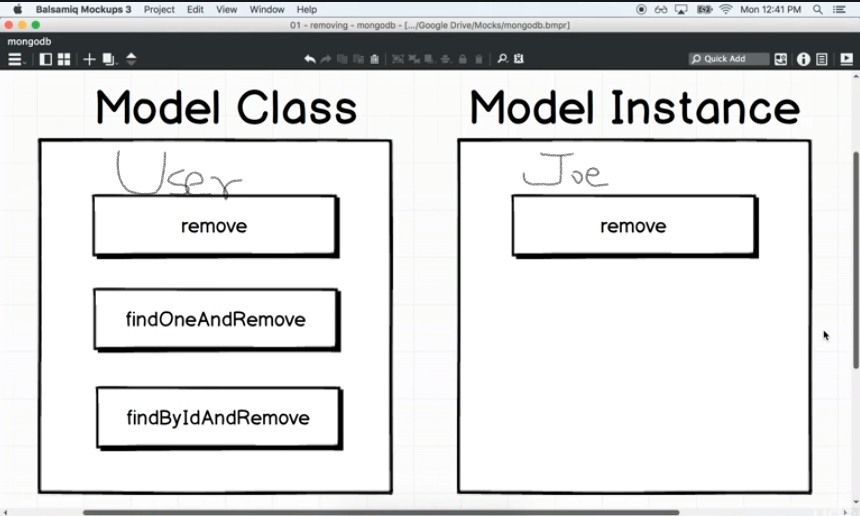 Balsamiq Mockups 3 Project Edit View Window Help Mon 12:41 PM
01 - removing - mongodb - [.../Google Drive/Mocks/mongodb.bmpr]
mongodb
Quick Add
Model Class
User
remove
findOneAndRemove
findByIdAndRemove
Model Instance
Joe
remove